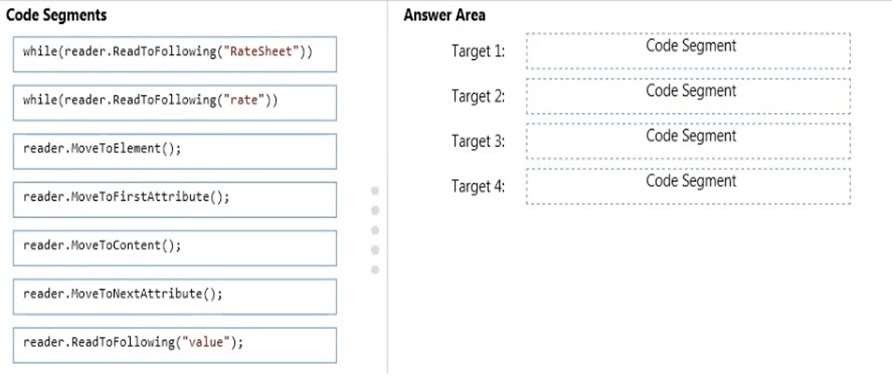 Code Segments
while(reader.ReadToFollowing("RateSheet"))
while(reader.ReadToFollowing("rate"))
reader.MoveToElement();
reader.MoveToFirstAttribute();
reader.MoveToContent();
reader.MoveToNextAttribute();
reader.ReadToFollowing("value");
Answer Area
Target 1: Code Segment
Target 2: Code Segment
Target 3: Code Segment
Target 4: Code Segment